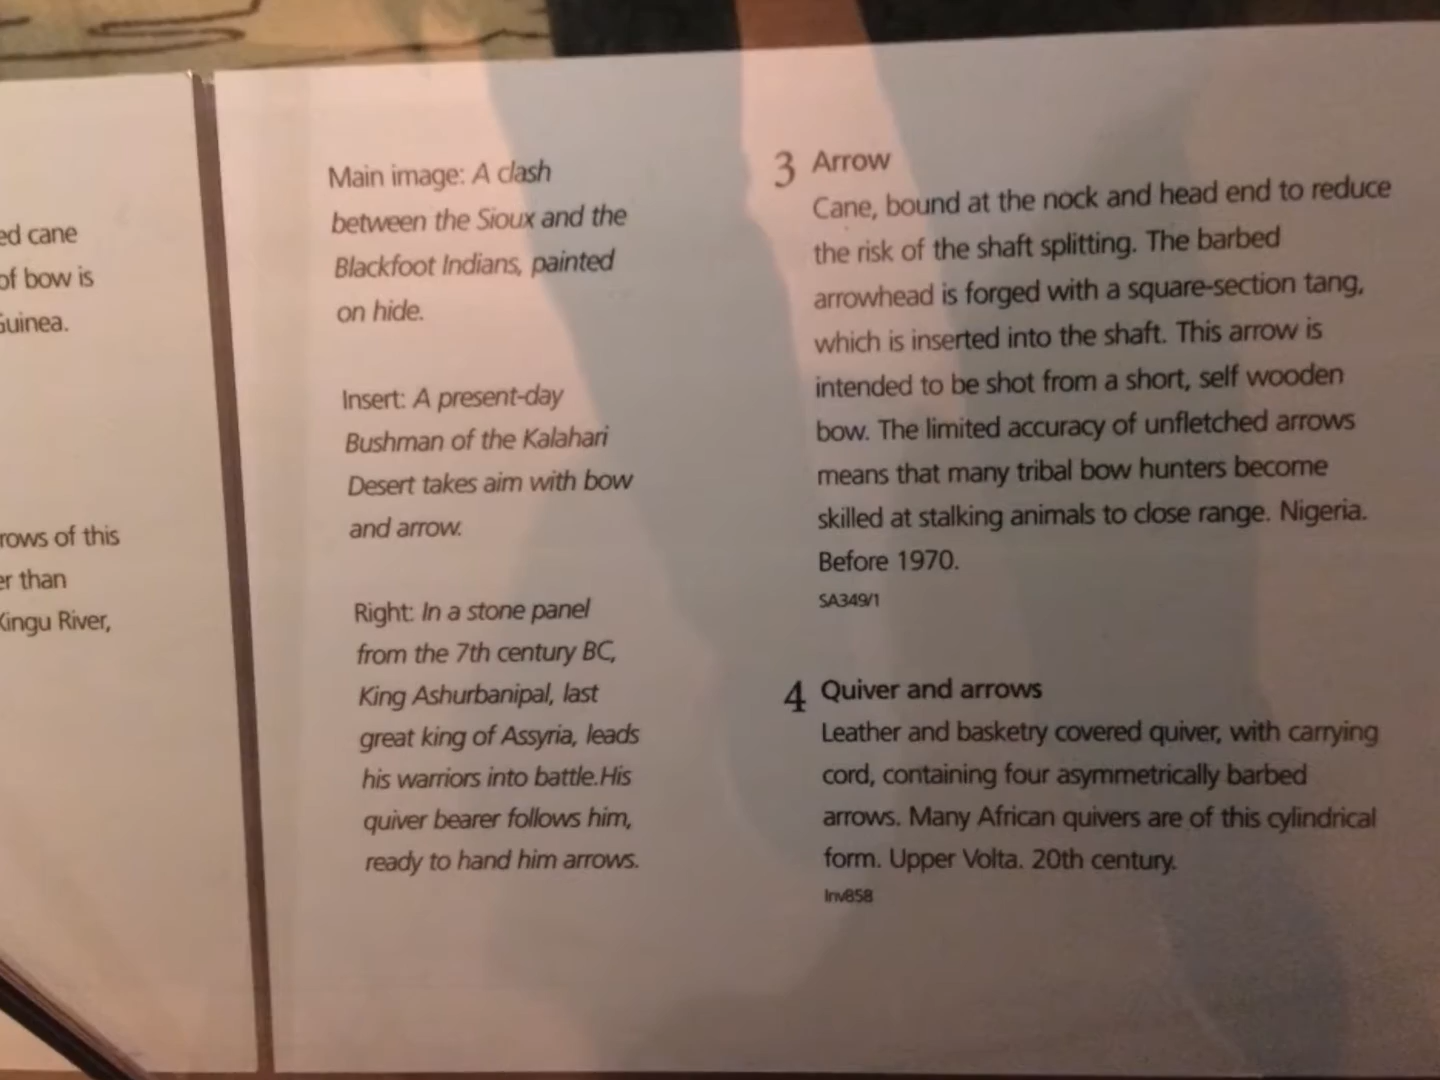 ed cane
of bow is
Guinea.
rows of this
er than
Kingu River,
Main image: A clash
between the Sioux and the
Blackfoot Indians, painted
on hide.
Insert: A present-day
Bushman of the Kalahari
Desert takes aim with bow
and arrow.
Right: In a stone panel
from the 7th century BC,
King Ashurbanipal, last
great king of Assyria, leads
his warriors into battle.His
quiver bearer follows him,
ready to hand him arrows.
3 Arrow
Cane, bound at the nock and head end to reduce
the risk of the shaft splitting. The barbed
arrowhead is forged with a square-section tang,
which is inserted into the shaft. This arrow is
intended to be shot from a short, self wooden
bow. The limited accuracy of unfletched arrows
means that many tribal bow hunters become
skilled at stalking animals to close range. Nigeria.
Before 1970.
SA349/1
4 Quiver and arrows
Leather and basketry covered quiver, with carrying
cord, containing four asymmetrically barbed
arrows. Many African quivers are of this cylindrical
form. Upper Volta. 20th century.
Inv858